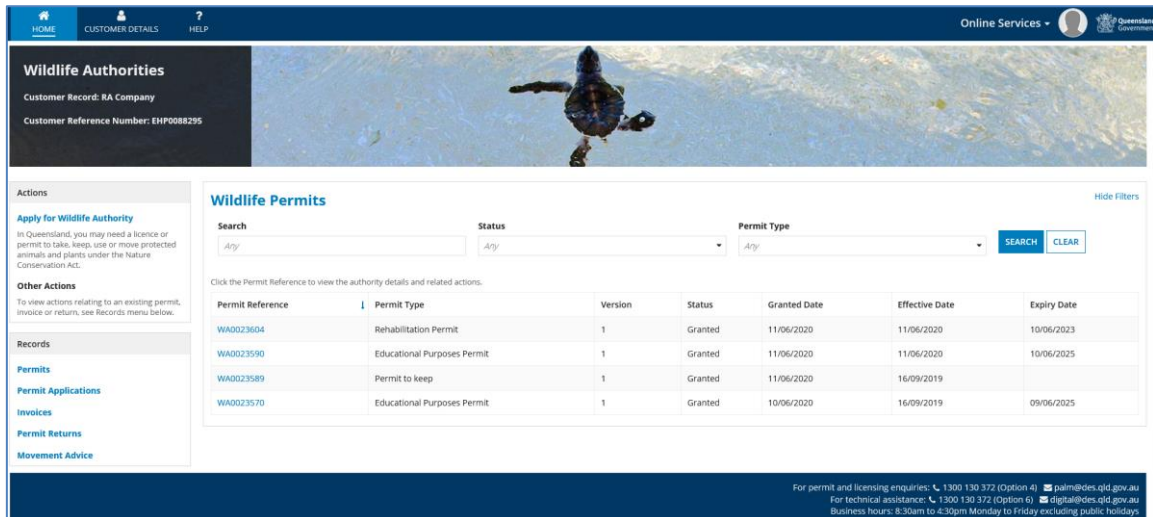 HOME
CUSTOMER DETAILS
? HELP
Online Services
Queensland
Government
Wildlife Authorities
Customer Record: RA Company
Customer Reference Number: EHP0088295
Actions
Apply for Wildlife Authority
In Queensland, you may need a licence or
permit to take, keep, use or move protected
animals and plants under the Nature
Conservation Act.
Other Actions
To view actions relating to an existing permit,
invoice or return, see Records menu below.
Records
Permits
Permit Applications
Invoices
Permit Returns
Movement Advice
Wildlife Permits
Hide Filters
Search Status Permit Type
Any Any Any SEARCH CLEAR
Click the Permit Reference to view the authority details and related actions.
Permit Reference Permit Type Version Status Granted Date Effective Date Expiry Date
WA0023604 Rehabilitation Permit 1 Granted 11/06/2020 11/06/2020 10/06/2023
WA0023590 Educational Purposes Permit 1 Granted 11/06/2020 11/06/2020 10/06/2025
WA0023589 Permit to keep 1 Granted 11/06/2020 16/09/2019
WA0023570 Educational Purposes Permit 1 Granted 10/06/2020 16/09/2019 09/06/2025
For permit and licensing enquiries: 1300 130 372 (Option 4) palm@des.qld.gov.au
For technical assistance: 1300 130 372 (Option 6) digital@des.qld.gov.au
Business hours: 8:30am to 4:30pm Monday to Friday excluding public holidays